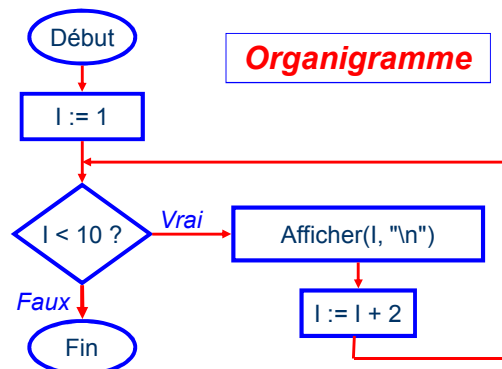 Début
Organigramme
I := 1
I < 10 ?
Vrai
Afficher(I, "\n")
Faux
I := I + 2
Fin